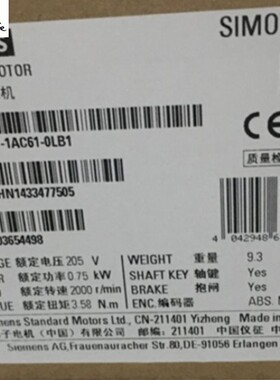 SIMO
S
OTOR
机
-1AC61-0LB1
HN1433477505
质量检
03654498
4042948
GE 额定电压 205 V
R 额定功率 0.75 kW
额定转速 2000 r/min
UE 额定扭矩 3.58 N.m
WEIGHT 重量 9.3
SHAFT KEY 轴键 Yes
BRAKE 抱闸 Yes
ENC. 编码器 ABS.
mens Standard Motors Ltd., CN-211401 Yizheng
子电机（中国）有限公司 邮编：211401 中国仪征 中
Siemens AG, Frauenauracher Str.80, DE-91056 Erlangen